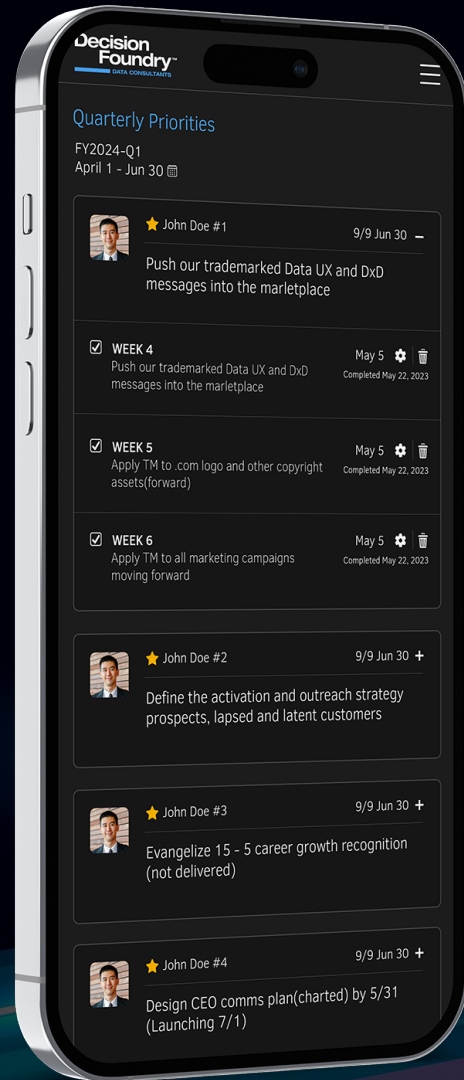 Decision
Foundry™
DATA CONSULTANTS
Quarterly Priorities
FY2024-Q1
April 1 - Jun 30
John Doe #1
9/9 Jun 30 –
Push our trademarked Data UX and DxD
messages into the marletplace
WEEK 4
May 5
Push our trademarked Data UX and DxD
messages into the marletplace
Completed May 22, 2023
WEEK 5
May 5
Apply TM to .com logo and other copyright
assets(forward)
Completed May 22, 2023
WEEK 6
May 5
Apply TM to all marketing campaigns
moving forward
Completed May 22, 2023
John Doe #2
9/9 Jun 30 +
Define the activation and outreach strategy
prospects, lapsed and latent customers
John Doe #3
9/9 Jun 30 +
Evangelize 15 - 5 career growth recognition
(not delivered)
John Doe #4
9/9 Jun 30 +
Design CEO comms plan(charted) by 5/31
(Launching 7/1)